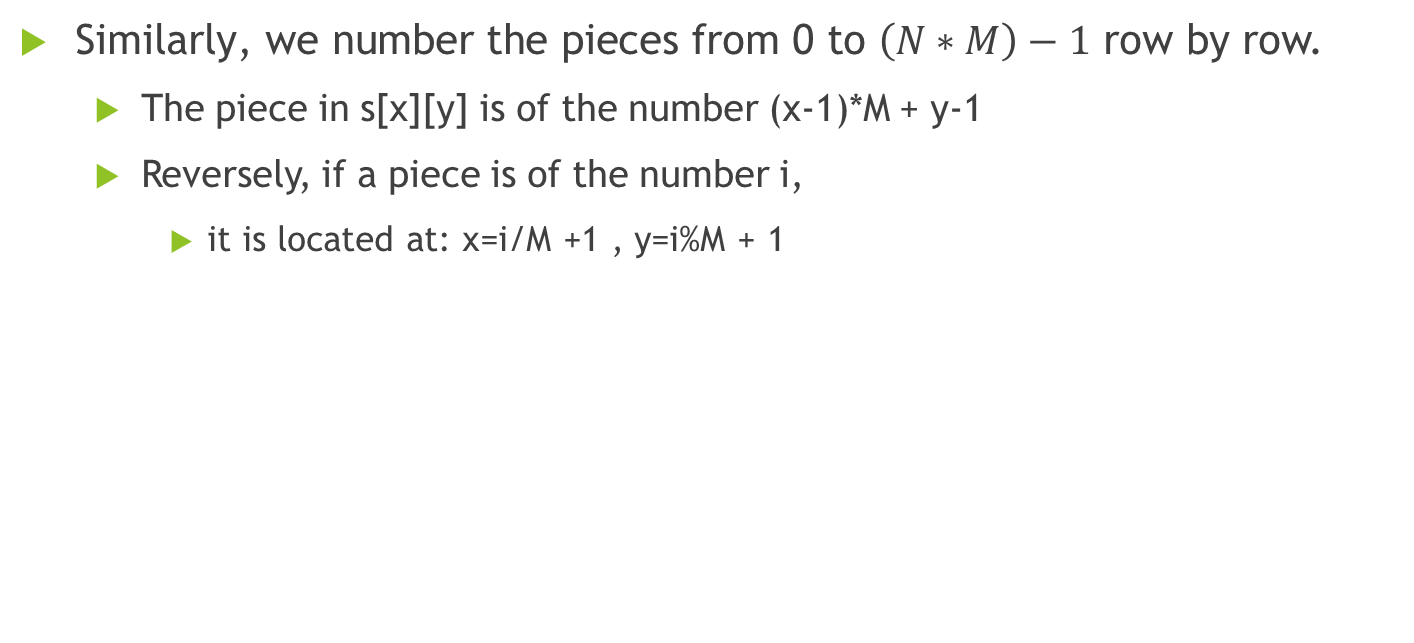 Similarly, we number the pieces from 0 to (N ∗ M) − 1 row by row.
The piece in s[x][y] is of the number (x-1)*M + y-1
Reversely, if a piece is of the number i,
it is located at: x=i/M +1 , y=i%M + 1